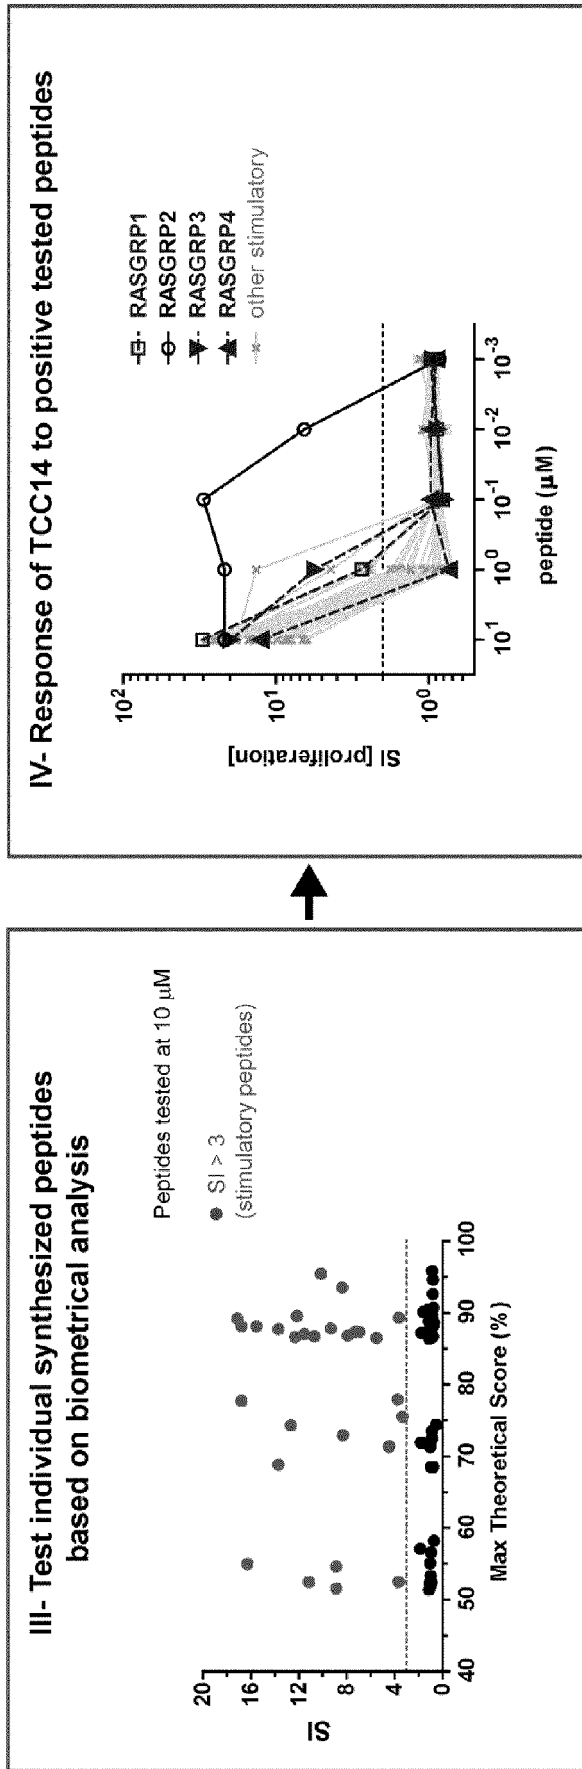 III- Test individual synthesized peptides
based on biometrical analysis
Peptides tested at 10 μM
SI > 3
(stimulatory peptides)
SI
20
16
12
8
4
0
40
50
60
70
80
90
100
Max Theoretical Score (%)
IV- Response of TCC14 to positive tested peptides
RASGRP1
RASGRP2
RASGRP3
RASGRP4
other stimulatory
SI [proliferation]
10²
10¹
10⁰
10¹
10⁰
10⁻¹
10⁻²
10⁻³
peptide (μM)